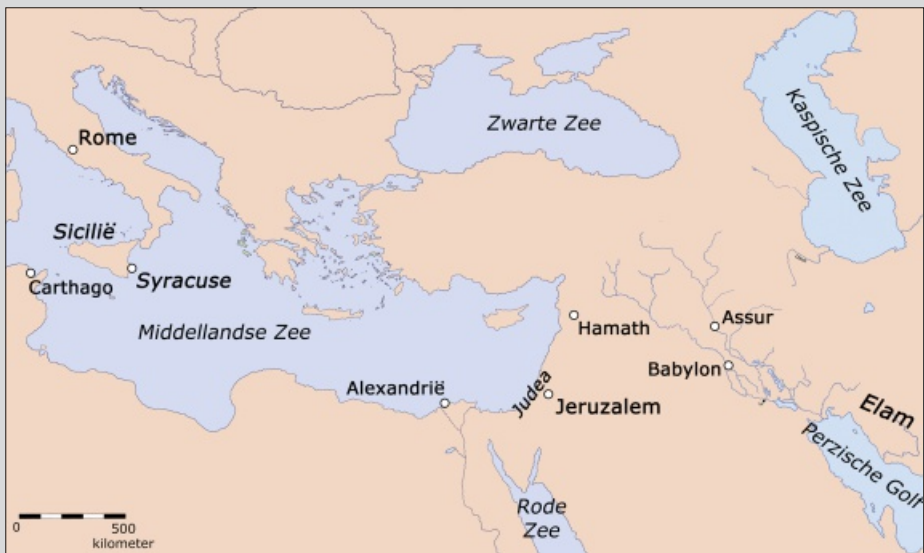 Zwarte Zee
Kaspische Zee
Rome
Sicilië
Syracuse
Carthago
Middellandse Zee
Hamath
Assur
Babylon
Alexandrië
Judea
Jeruzalem
Elam
Perzische Golf
Rode
Zee
0 500
kilometer